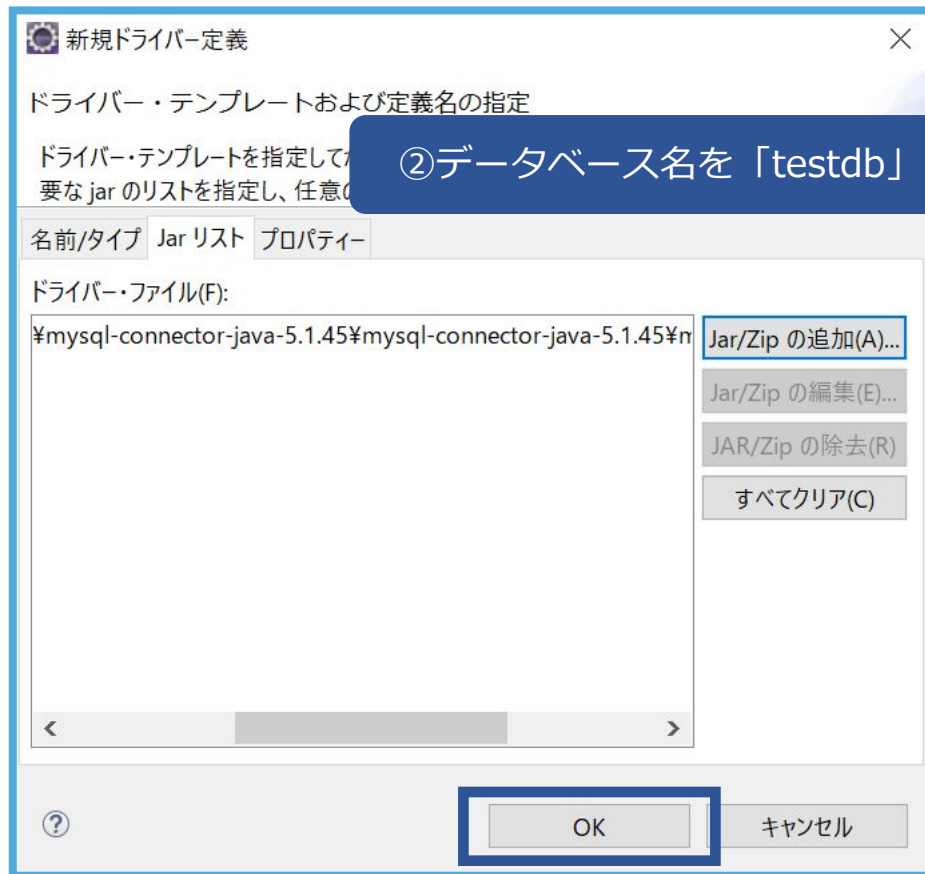 新規ドライバー定義
ドライバー・テンプレートおよび定義名の指定
ドライバー・テンプレートを指定して
②データベース名を「testdb」
要な jar のリストを指定し、任意
名前/タイプ Jar リスト プロパティー
ドライバー・ファイル(F):
¥mysql-connector-java-5.1.45¥mysql-connector-java-5.1.45¥m
Jar/Zip の追加(A)...
Jar/Zip の編集(E)...
JAR/Zip の除去(R)
すべてクリア(C)
OK キャンセル